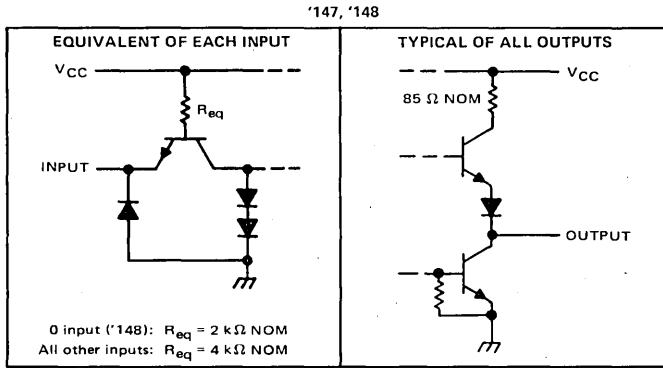 '147, '148
EQUIVALENT OF EACH INPUT
VCC
Req
INPUT
0 input ('148): Req = 2 kΩ NOM
All other inputs: Req = 4 kΩ NOM
TYPICAL OF ALL OUTPUTS
VCC
85 Ω NOM
OUTPUT